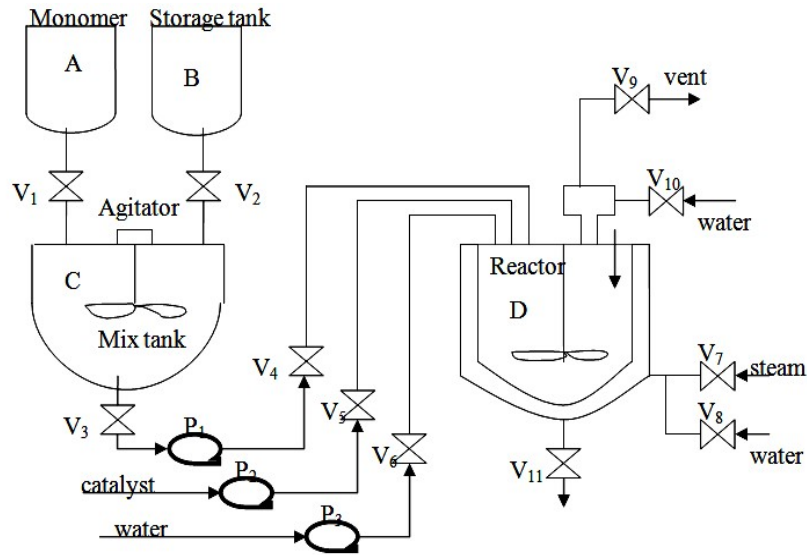 Monomer Storage tank
A
B
V9
vent
V1
V2
V10
Agitator
water
C
Reactor
D
Mix tank
V7
steam
V4
V5
V8
V3
P1
V6
water
P2
V11
catalyst
P3
water